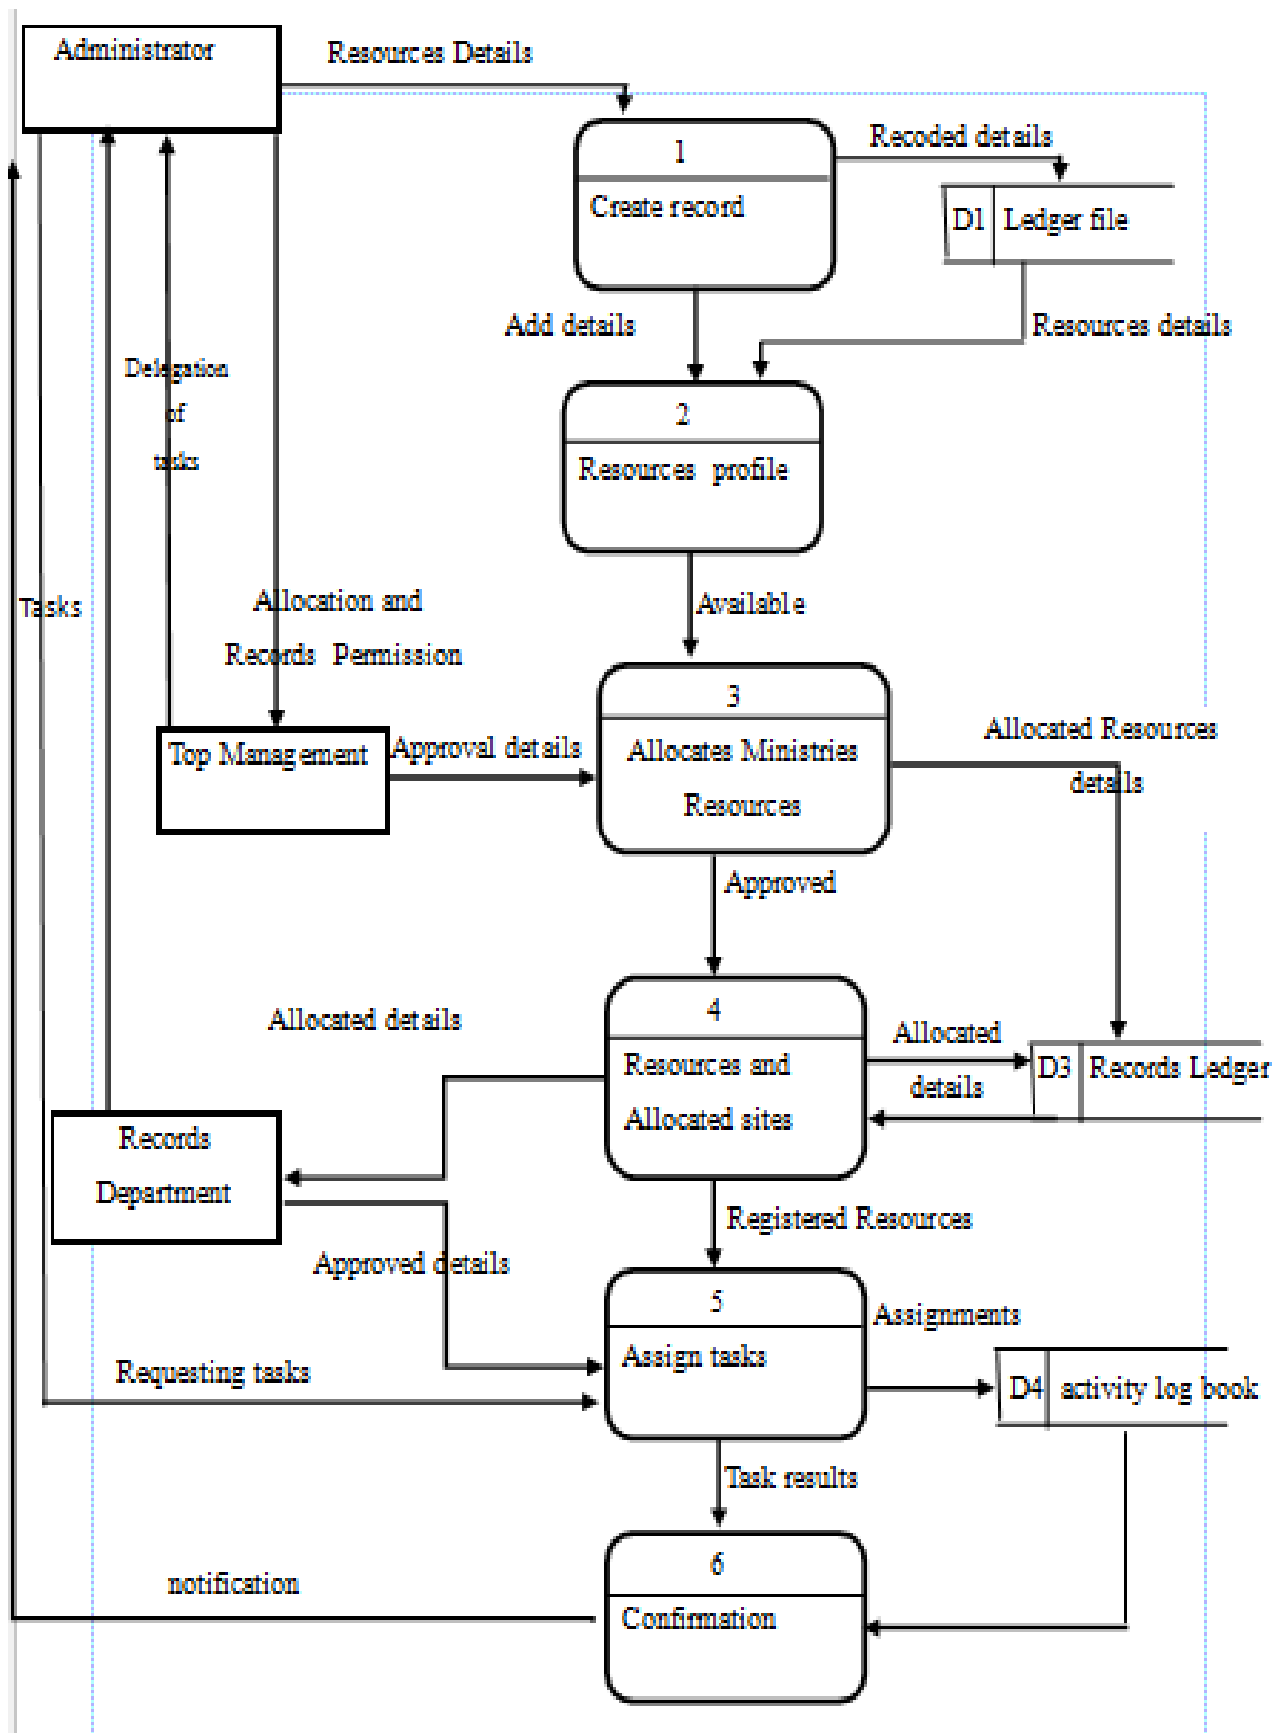 Administrator
Resources Details
1
Create record
Recoded details
D1 Ledger file
Add details
Resources details
Delegation
of
tasks
2
Resources profile
Tasks
Allocation and
Records Permission
Available
3
Allocates Ministries
Resources
Allocated Resources
details
Top Management
Approval details
Approved
4
Resources and
Allocated sites
Allocated details
Allocated
details
D3 Records Ledger
Records
Department
Registered Resources
Approved details
5
Assign tasks
Assignments
Requesting tasks
D4 activity log book
Task results
6
Confirmation
notification